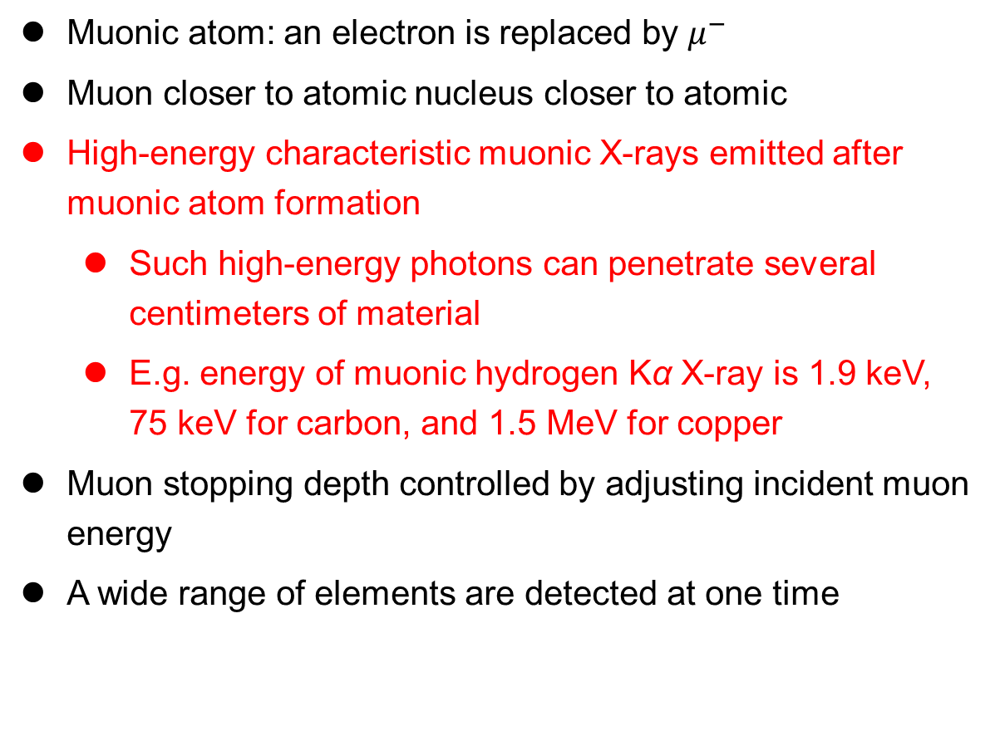 ● Muonic atom: an electron is replaced by μ⁻
● Muon closer to atomic nucleus closer to atomic
● High-energy characteristic muonic X-rays emitted after
muonic atom formation
● Such high-energy photons can penetrate several
centimeters of material
● E.g. energy of muonic hydrogen Kα X-ray is 1.9 keV,
75 keV for carbon, and 1.5 MeV for copper
● Muon stopping depth controlled by adjusting incident muon
energy
● A wide range of elements are detected at one time